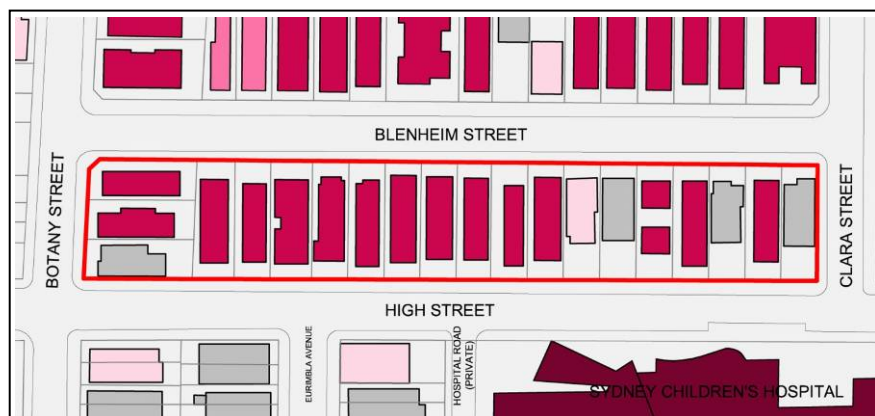 BLENHEIM STREET
BOTANY STREET
CLARA STREET
HIGH STREET
EURIMBLA AVENUE
HOSPITAL ROAD
(PRIVATE)
SYDNEY CHILDREN'S HOSPITAL